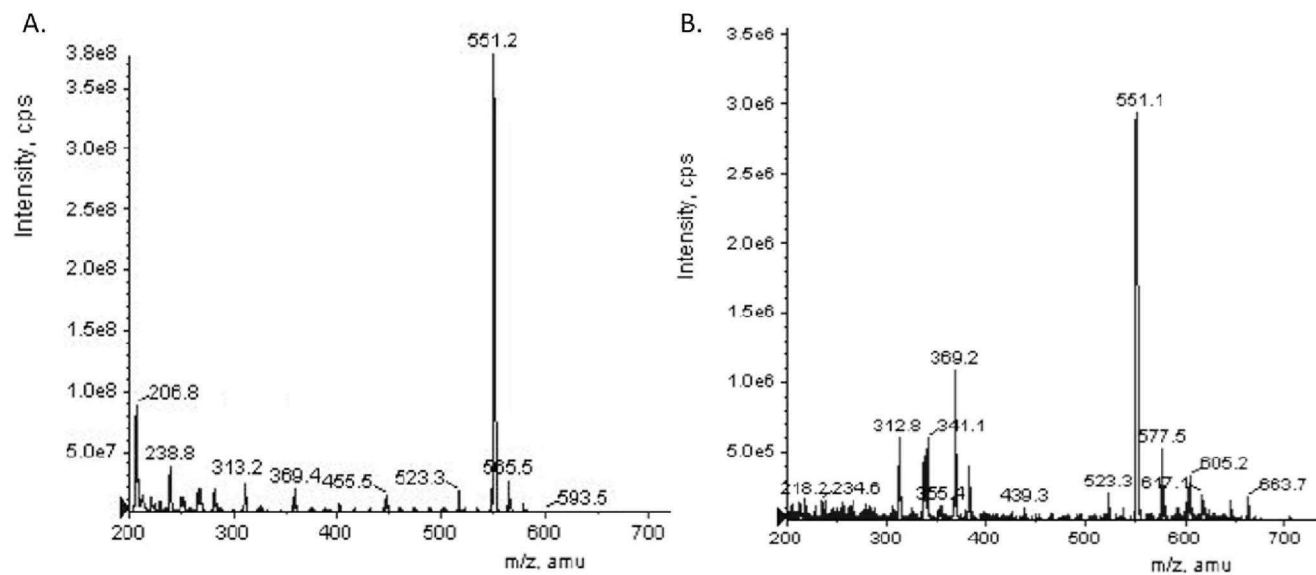 A.
Intensity, cps
3.8e8
3.5e8
3.0e8
2.5e8
2.0e8
1.5e8
1.0e8
5.0e7
206.8
238.8
313.2
369.4
455.5
523.3
551.2
565.5
593.5
200 300 400 500 600 700
m/z, amu
B.
Intensity, cps
3.5e6
3.0e6
2.5e6
2.0e6
1.5e6
1.0e6
5.0e5
218.2
234.6
312.8
341.1
355.4
369.2
439.3
523.3
551.1
577.5
605.2
617.1
663.7
200 300 400 500 600 700
m/z, amu